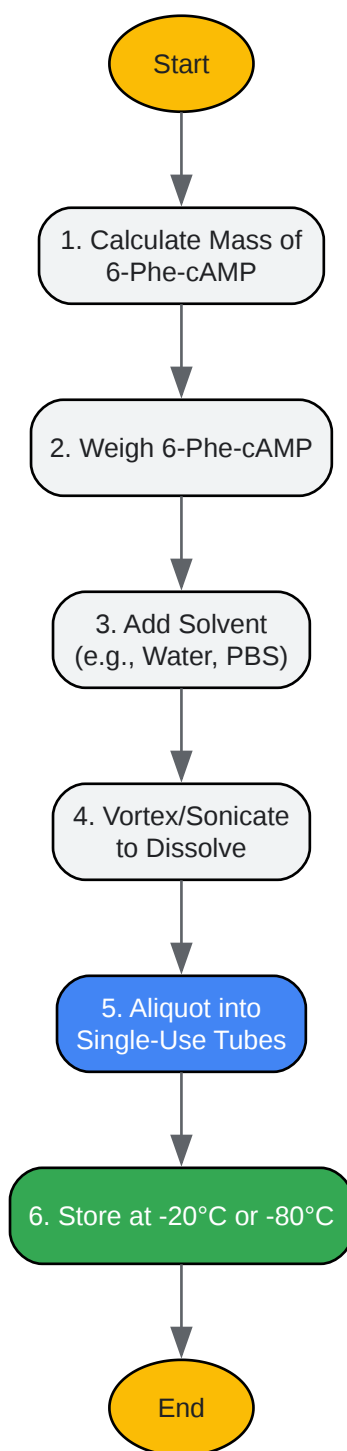 Start
1. Calculate Mass of
6-Phe-cAMP
2. Weigh 6-Phe-cAMP
3. Add Solvent
(e.g., Water, PBS)
4. Vortex/Sonicate
to Dissolve
5. Aliquot into
Single-Use Tubes
6. Store at -20°C or -80°C
End